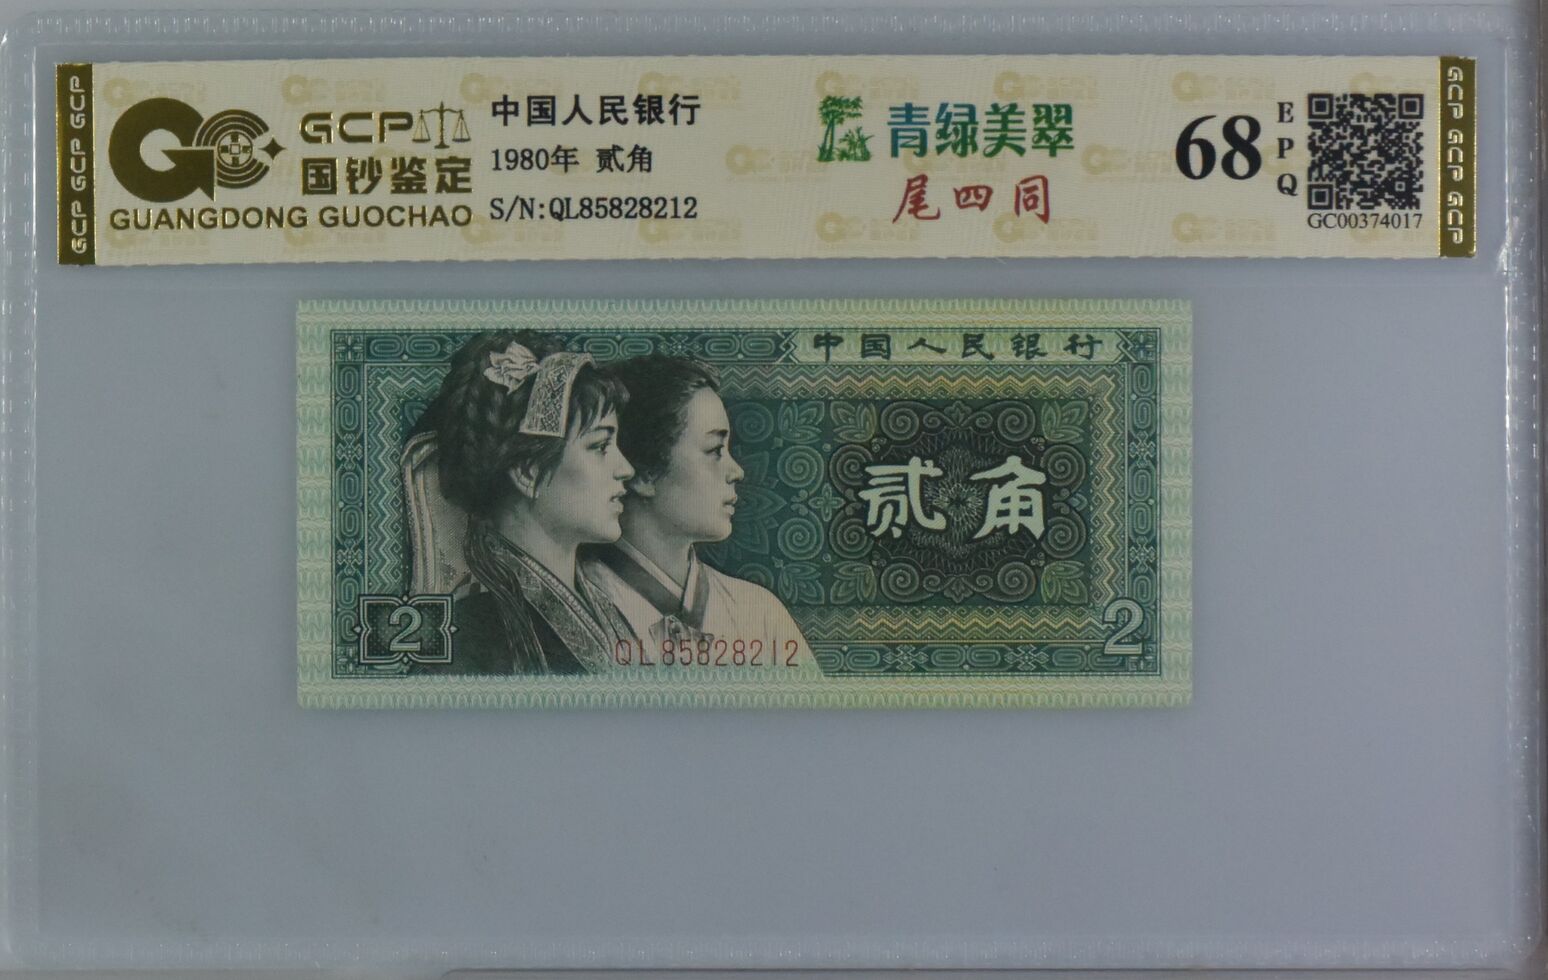 GCP GCP GCP
GCP
国钞鉴定
GUANGDONG GUOCHAO
中国人民银行
1980年 贰角
S/N:QL85828212
青绿美翠
尾四同
68
EPQ
GC00374017
GCP GCP GCP
中国人民银行
贰角
2
2
QL85828212